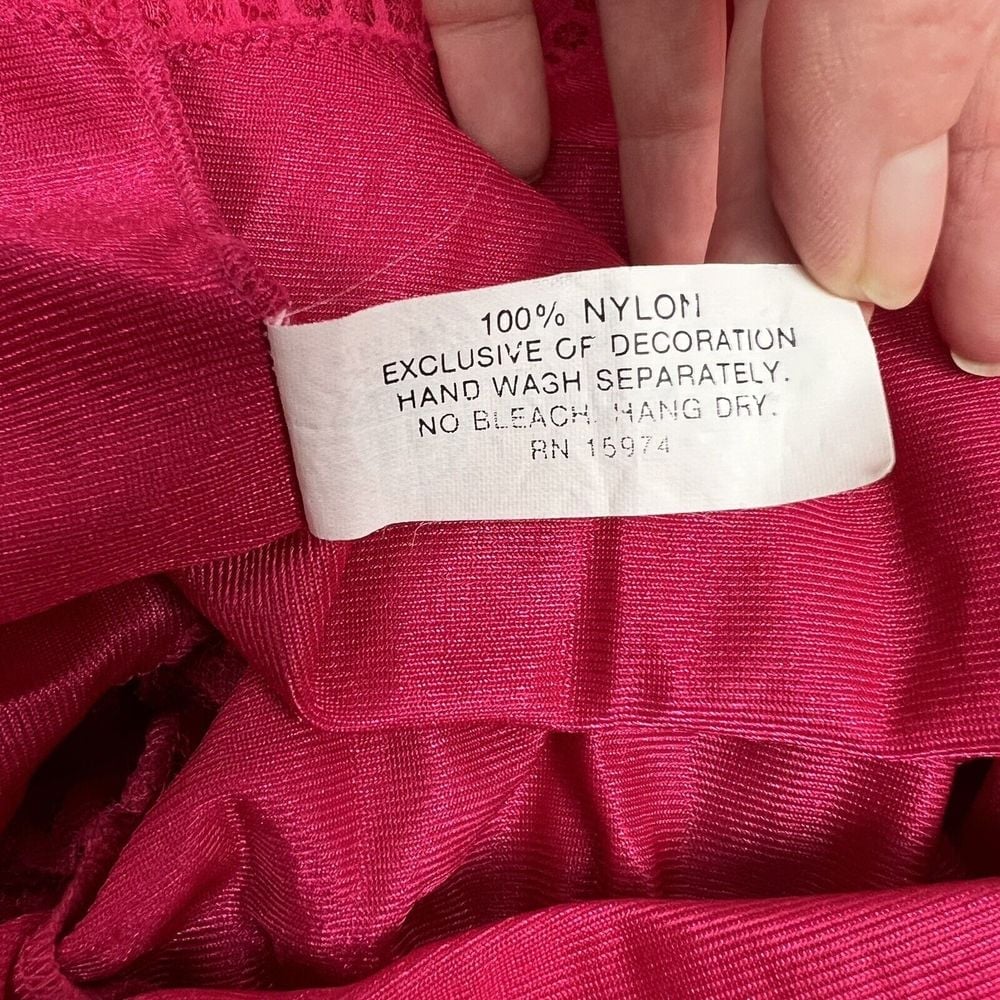 100% NYLON
EXCLUSIVE OF DECORATION
HAND WASH SEPARATELY.
NO BLEACH. HANG DRY.
RN 15974